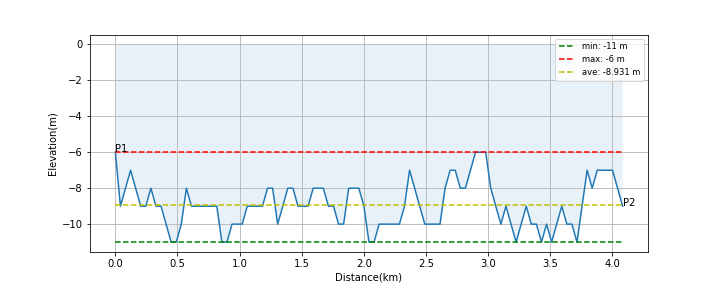 0
−2
−4
−6
−8
−10
Elevation(m)
0.0
0.5
1.0
1.5
2.0
2.5
3.0
3.5
4.0
Distance(km)
P1
P2
min: -11 m
max: -6 m
ave: -8.931 m